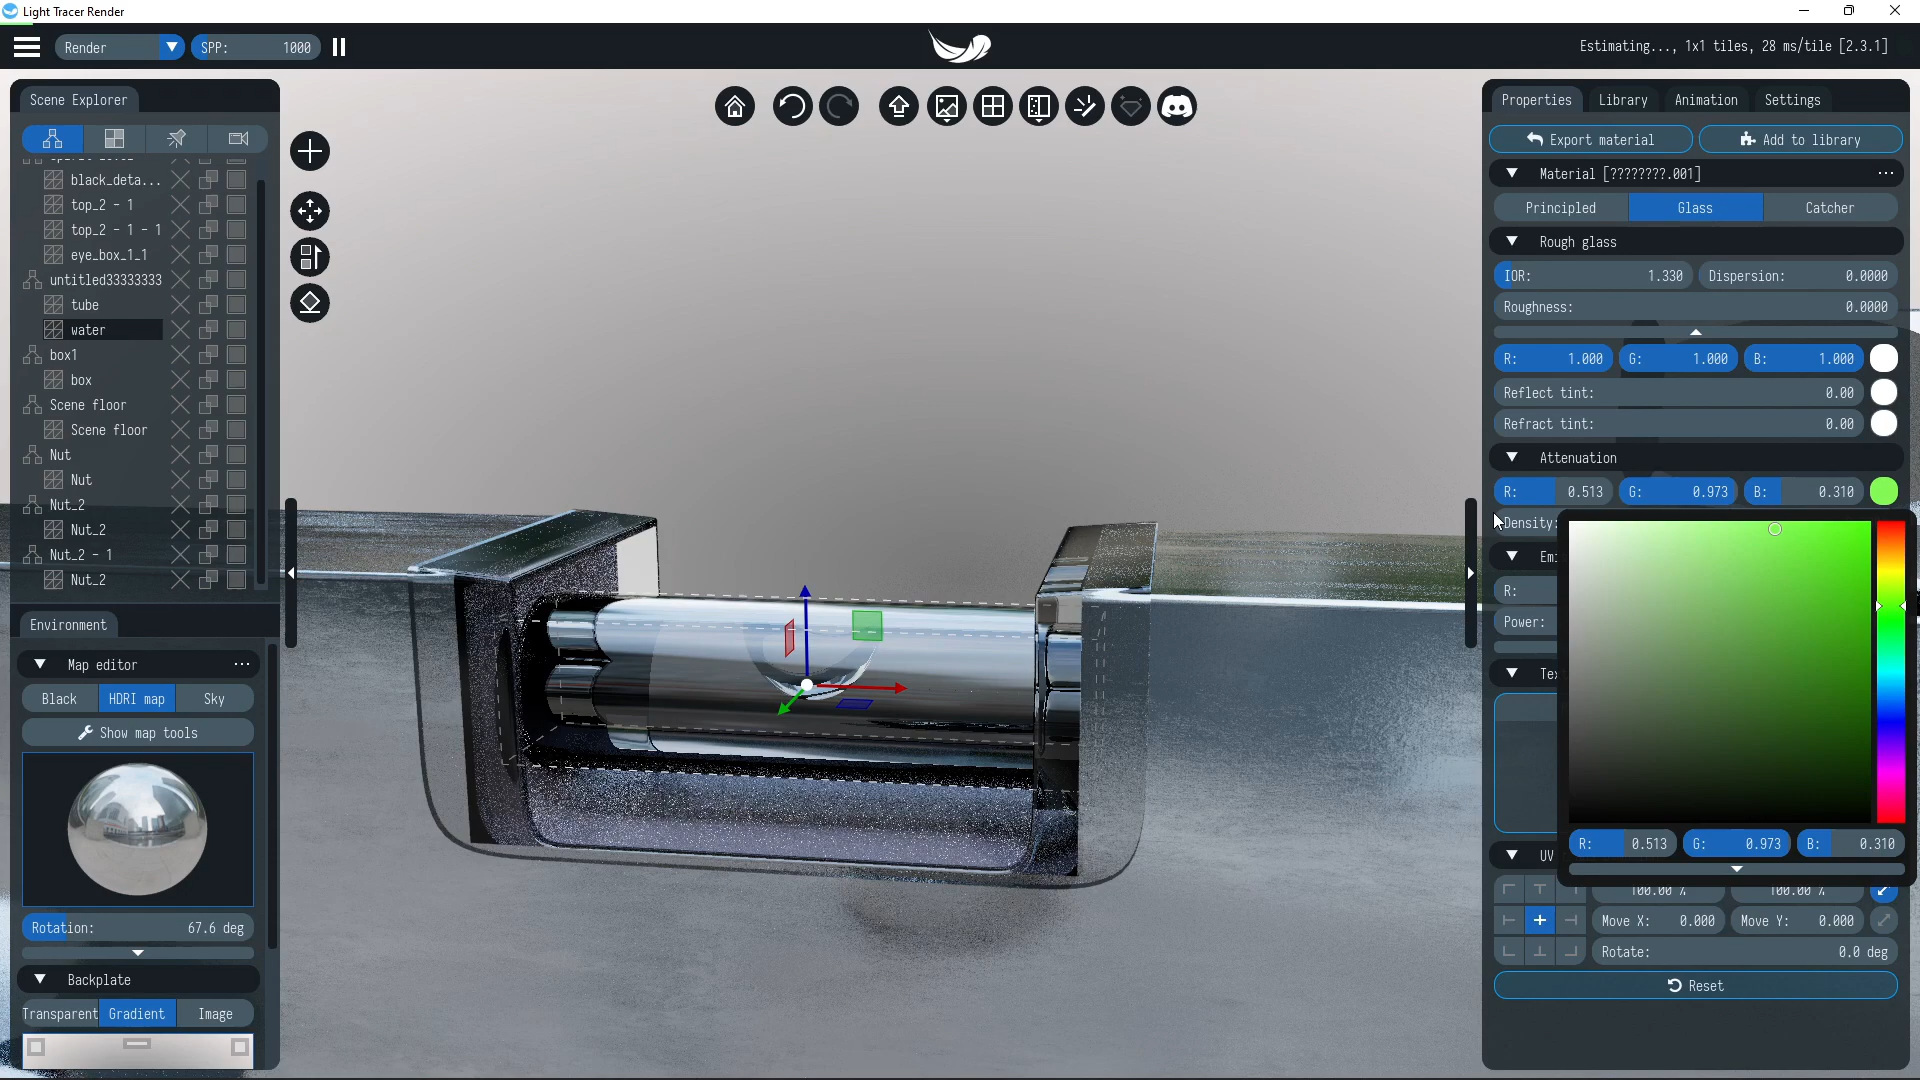 Light Tracer Render
Render
SPP: 1000
Estimating..., 1x1 tiles, 28 ms/tile [2.3.1]
Scene Explorer
black_deta...
top_2 - 1
top_2 - 1 - 1
eye_box_1_1
untitled33333333
tube
water
box1
box
Scene floor
Scene floor
Nut
Nut
Nut_2
Nut_2
Nut_2 - 1
Nut_2
Environment
Map editor ...
Black HDRI map Sky
Show map tools
Rotation: 67.6 deg
Backplate
Transparent Gradient Image
Properties Library Animation Settings
Export material Add to library
Material [????????.001] ...
Principled Glass Catcher
Rough glass
IOR: 1.330 Dispersion: 0.0000
Roughness: 0.0000
R: 1.000 G: 1.000 B: 1.000
Reflect tint: 0.00
Refract tint: 0.00
Attenuation
R: 0.513 G: 0.973 B: 0.310
Density:
R:
Power:
R: 0.513 G: 0.973 B: 0.310
UV
100.00 % 100.00 %
Move X: 0.000 Move Y: 0.000
Rotate: 0.0 deg
Reset